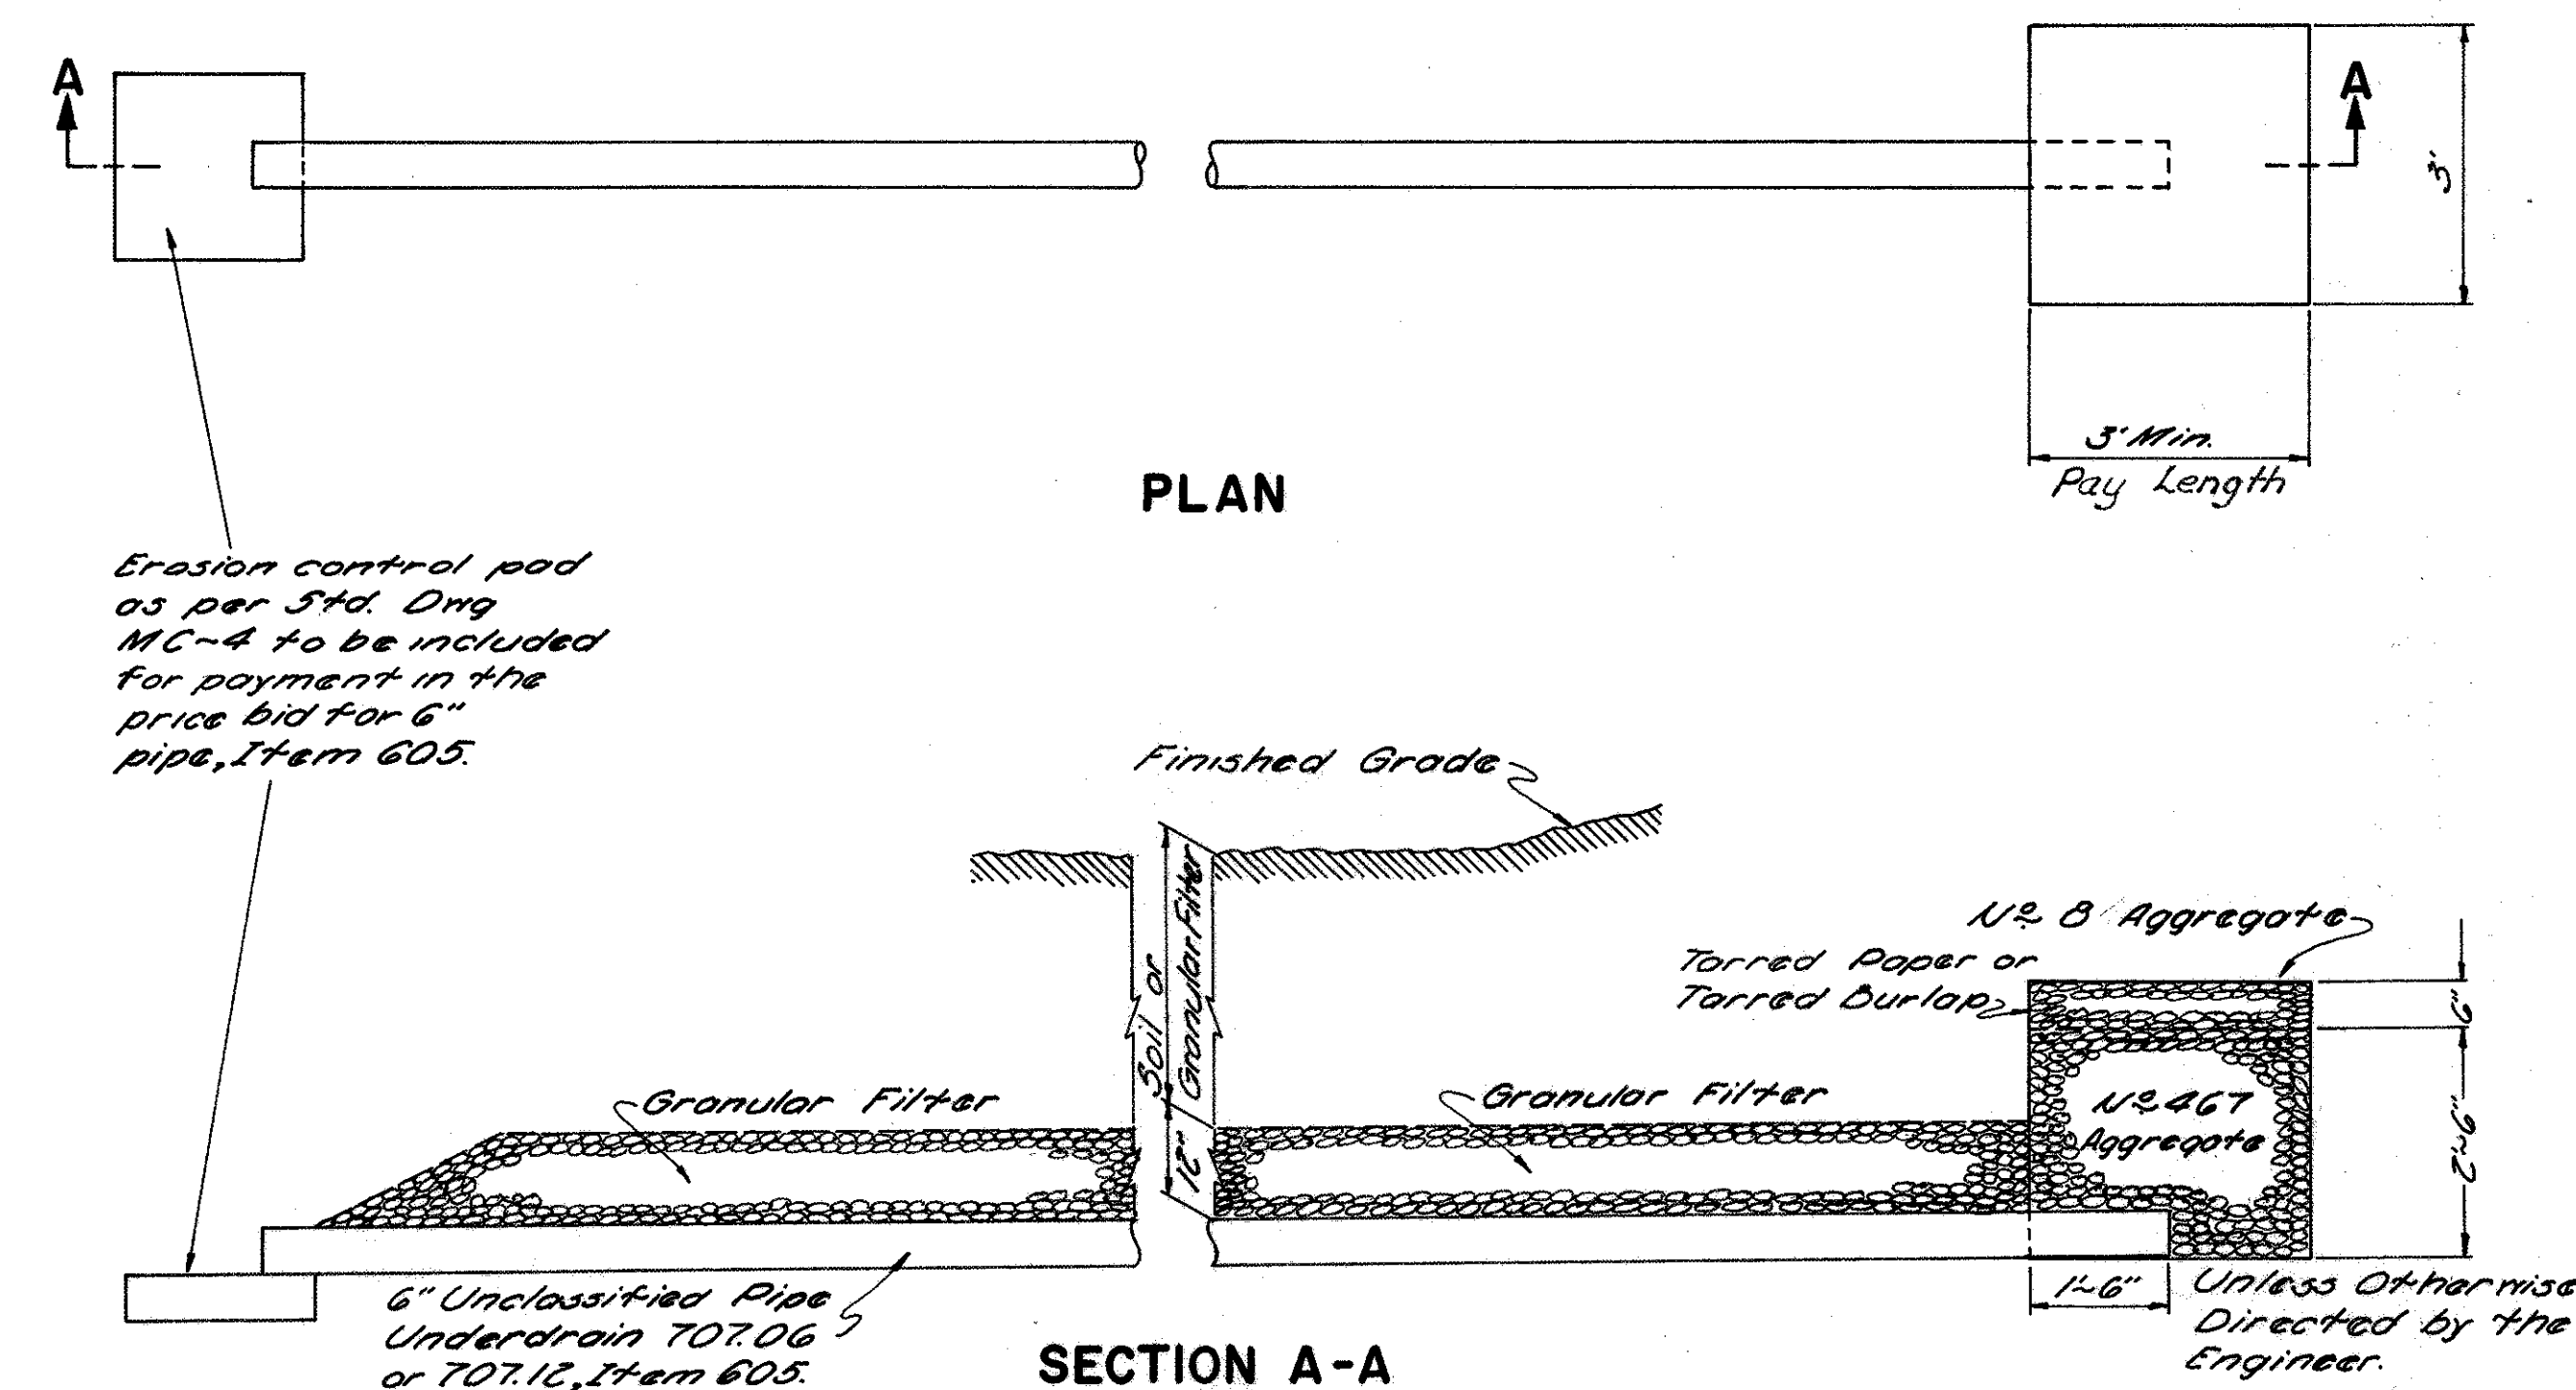 A
A
3'
3' Min.
Pay Length
PLAN
Erosion control pad
as per Std. Dwg
MC~4 to be included
for payment in the
price bid for 6"
pipe, Item 605.
Finished Grade
Soil or
Granular Filter
12"
Nº 8 Aggregate
Tarred Paper or
Tarred Burlap
6"
Granular Filter
Granular Filter
Nº 467
Aggregate
2'~6"
1'~6"
Unless Otherwise
Directed by the
Engineer.
6" Unclassified Pipe
Underdrain 707.06
or 707.12, Item 605.
SECTION A-A